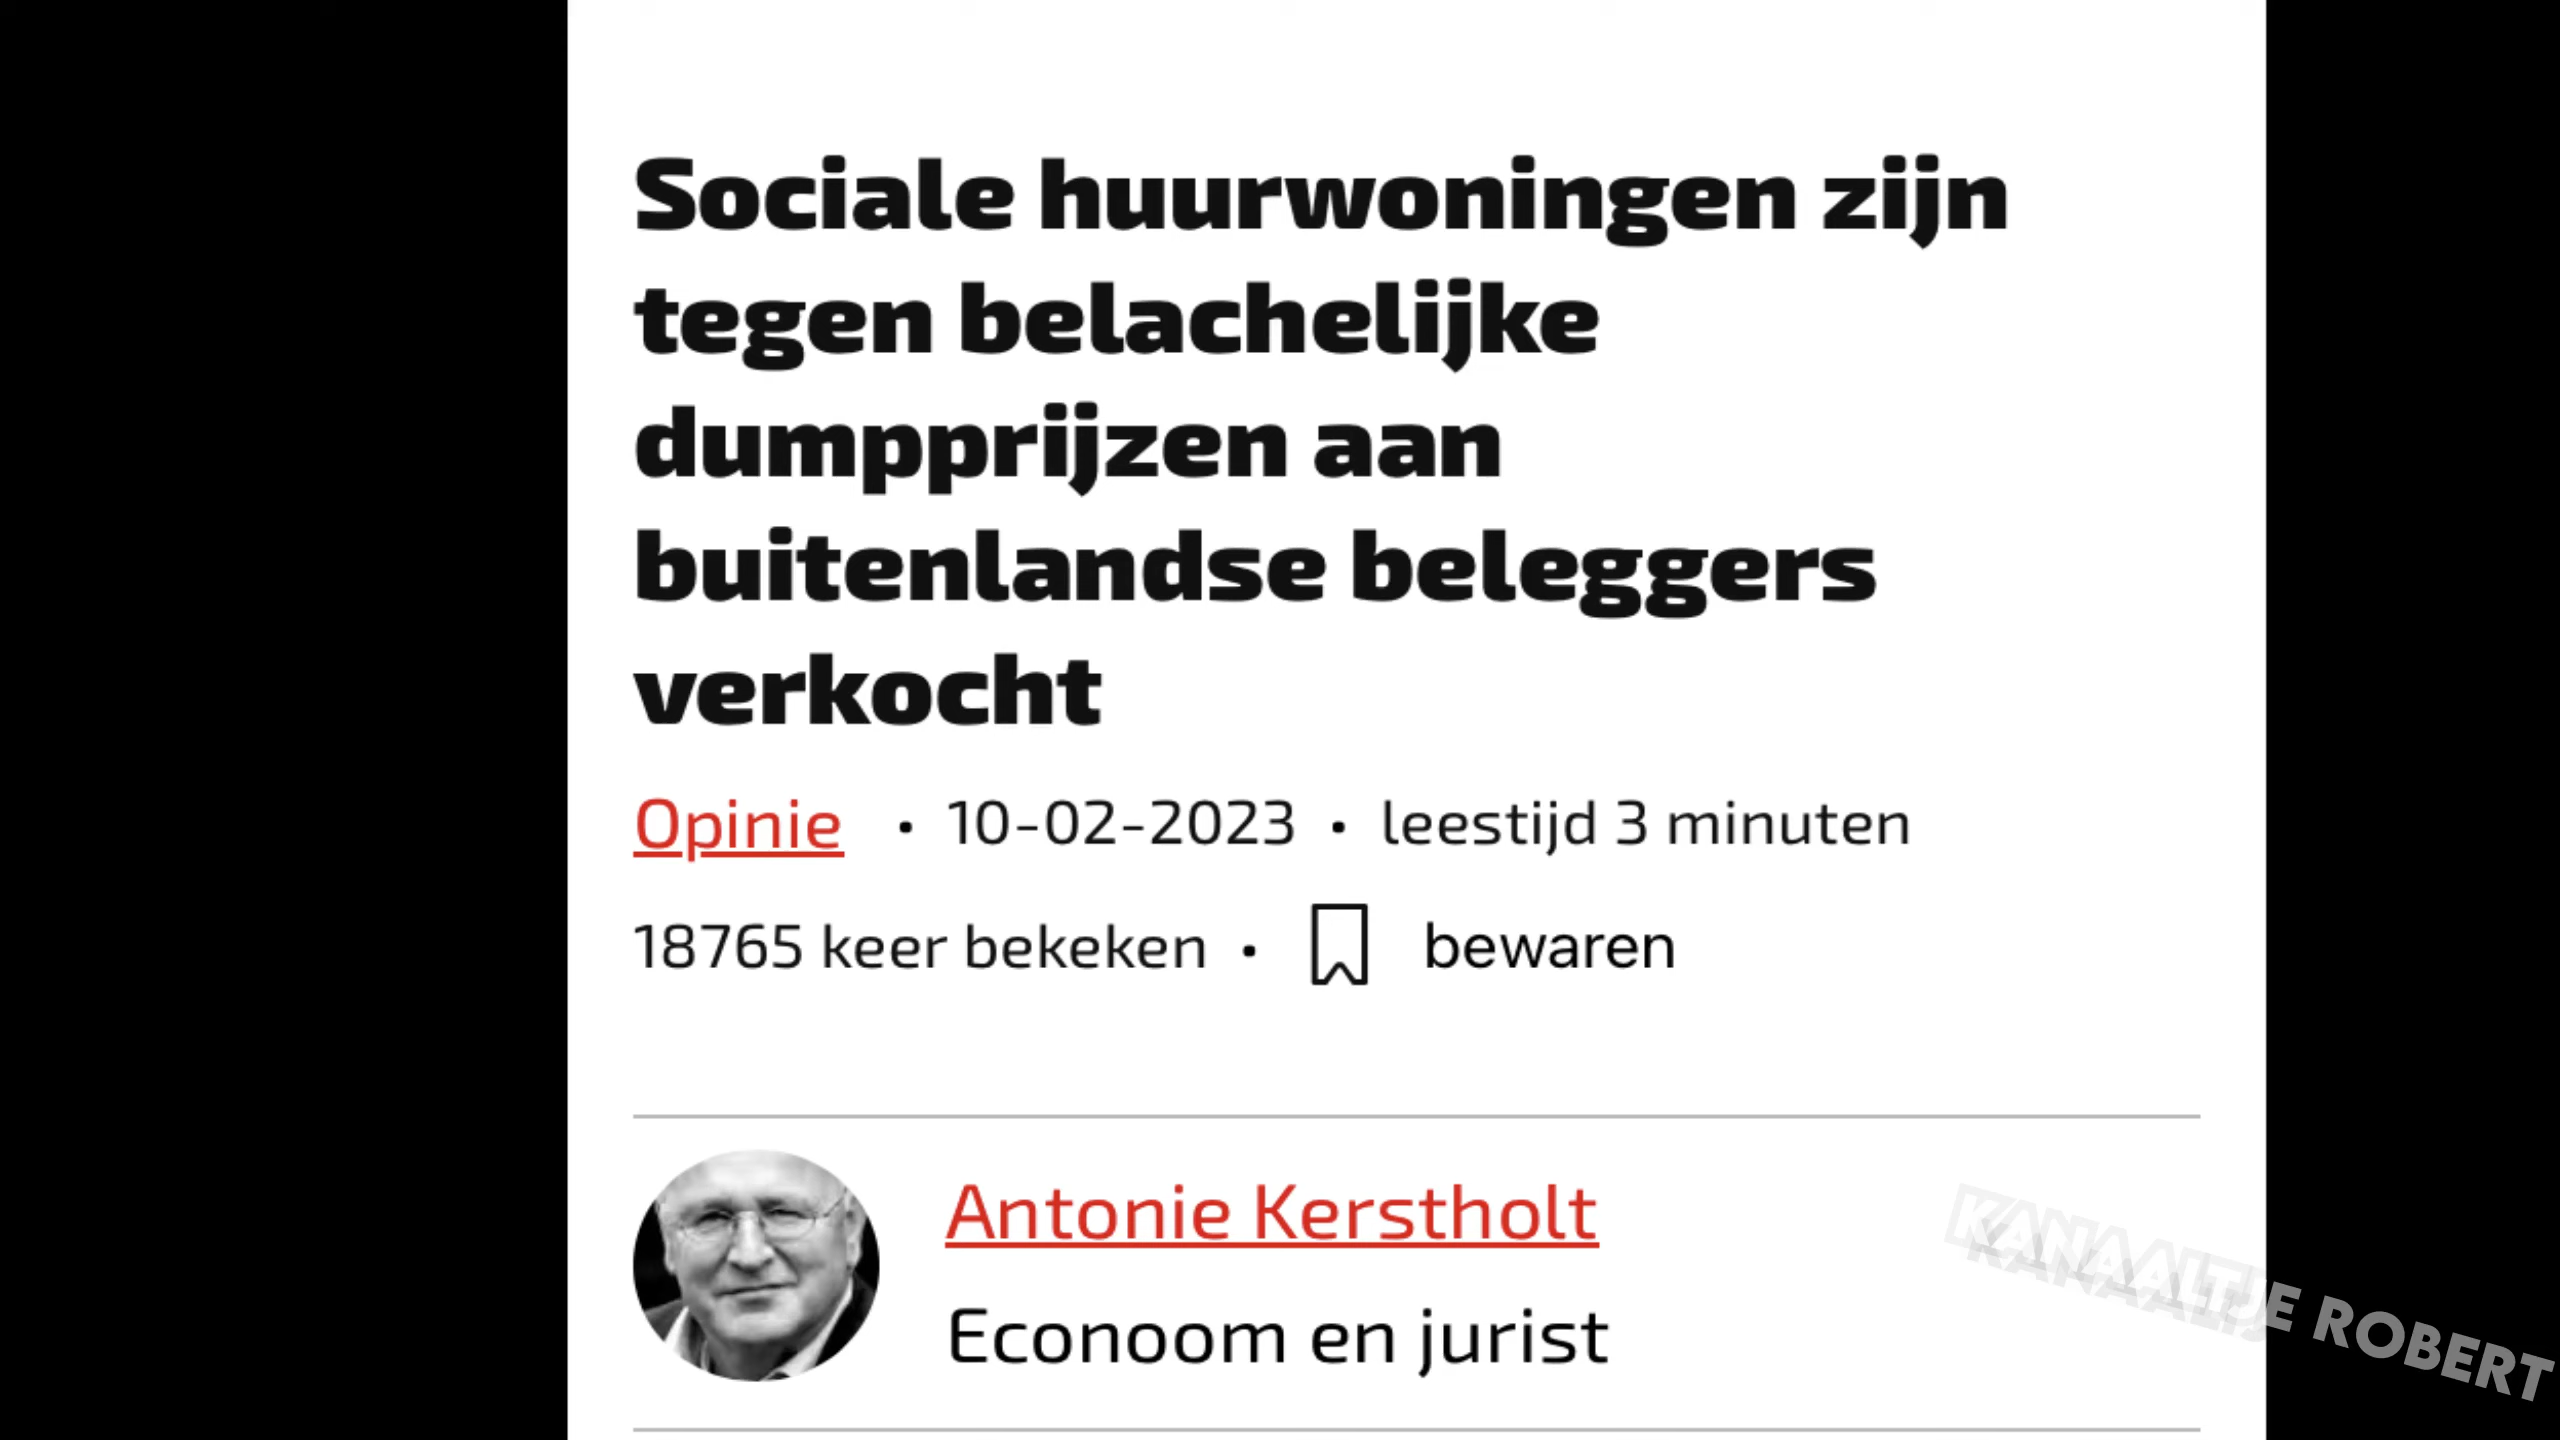 Sociale huurwoningen zijn
tegen belachelijke
dumpprijzen aan
buitenlandse beleggers
verkocht
Opinie • 10-02-2023 • leestijd 3 minuten
18765 keer bekeken • bewaren
Antonie Kerstholt
Econoom en jurist
KANAALTJE ROBERT